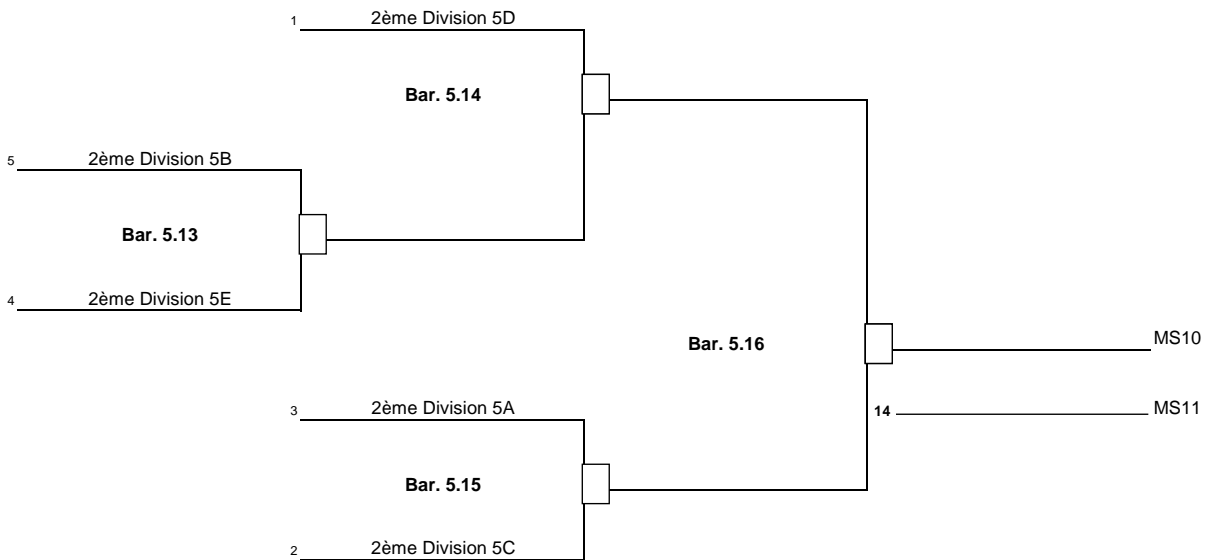 1 2ème Division 5D
Bar. 5.14
5 2ème Division 5B
Bar. 5.13
4 2ème Division 5E
Bar. 5.16
MS10
3 2ème Division 5A
14 MS11
Bar. 5.15
2 2ème Division 5C